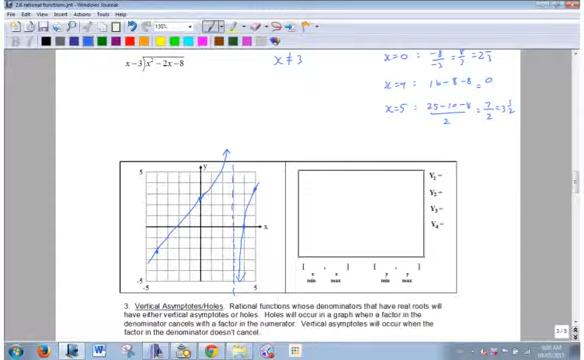 2.6 rational functions.jnt - Windows Journal
File Edit View Insert Actions Tools Help
130%
x ≠ 3
x - 3 x² - 2x - 8
x=0 : -8/-3 = 8/3 = 2 2/3
x=4 : 16-8-8 = 0
x=5 : 25-10-8/2 = 7/2 = 3 1/2
5 y
x
-5
-5 5
Y1 =
Y2 =
Y3 =
Y4 =
[ , ] [ , ]
x x y y
min max min max
3. Vertical Asymptotes/Holes. Rational functions whose denominators that have real roots will
have either vertical asymptotes or holes. Holes will occur in a graph when a factor in the
denominator cancels with a factor in the numerator. Vertical asymptotes will occur when the
factor in the denominator doesn't cancel.